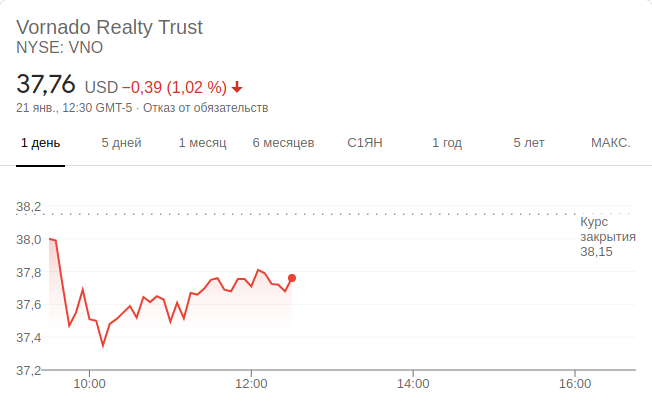 Vornado Realty Trust
NYSE: VNO
37,76 USD −0,39 (1,02 %)
21 янв., 12:30 GMT-5 · Отказ от обязательств
1 день 5 дней 1 месяц 6 месяцев С1ЯН 1 год 5 лет МАКС.
38,2
Курс
закрытия
38,15
38,0
37,8
37,6
37,4
37,2
10:00 12:00 14:00 16:00